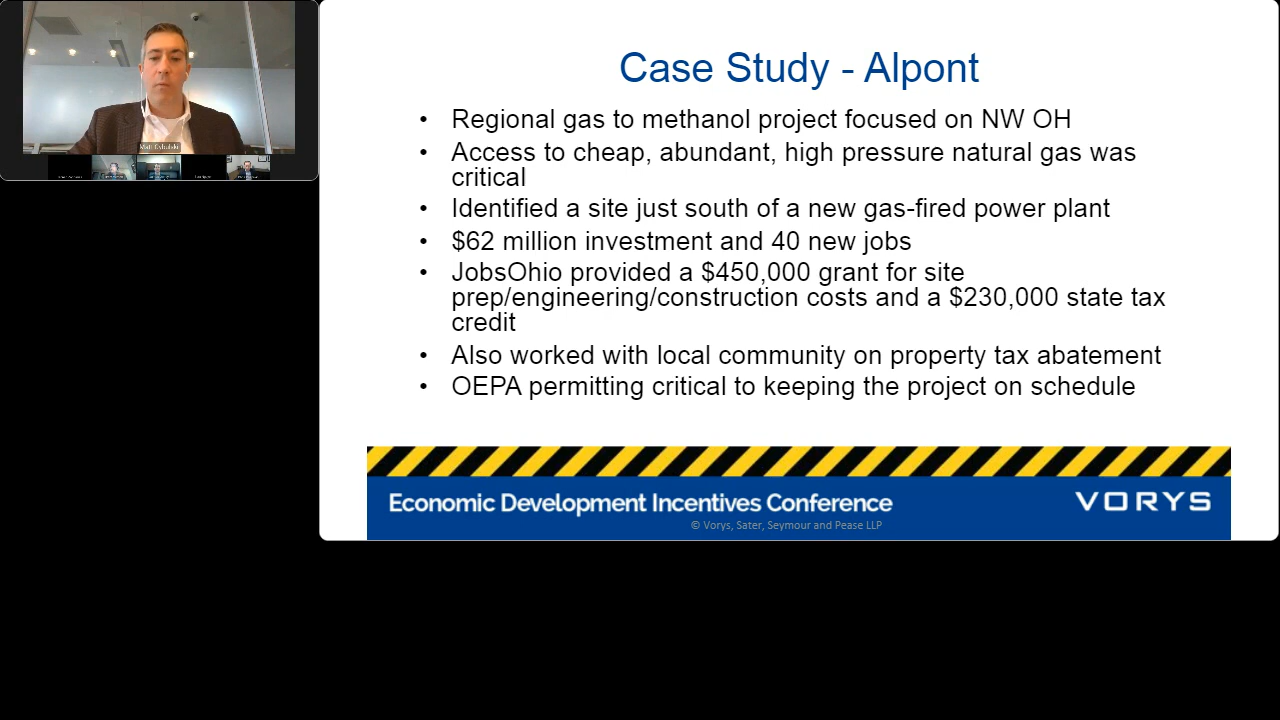 Matt Cybulski
Case Study - Alpont
• Regional gas to methanol project focused on NW OH
• Access to cheap, abundant, high pressure natural gas was
critical
• Identified a site just south of a new gas-fired power plant
• $62 million investment and 40 new jobs
• JobsOhio provided a $450,000 grant for site
prep/engineering/construction costs and a $230,000 state tax
credit
• Also worked with local community on property tax abatement
• OEPA permitting critical to keeping the project on schedule
Economic Development Incentives Conference
VORYS
© Vorys, Sater, Seymour and Pease LLP